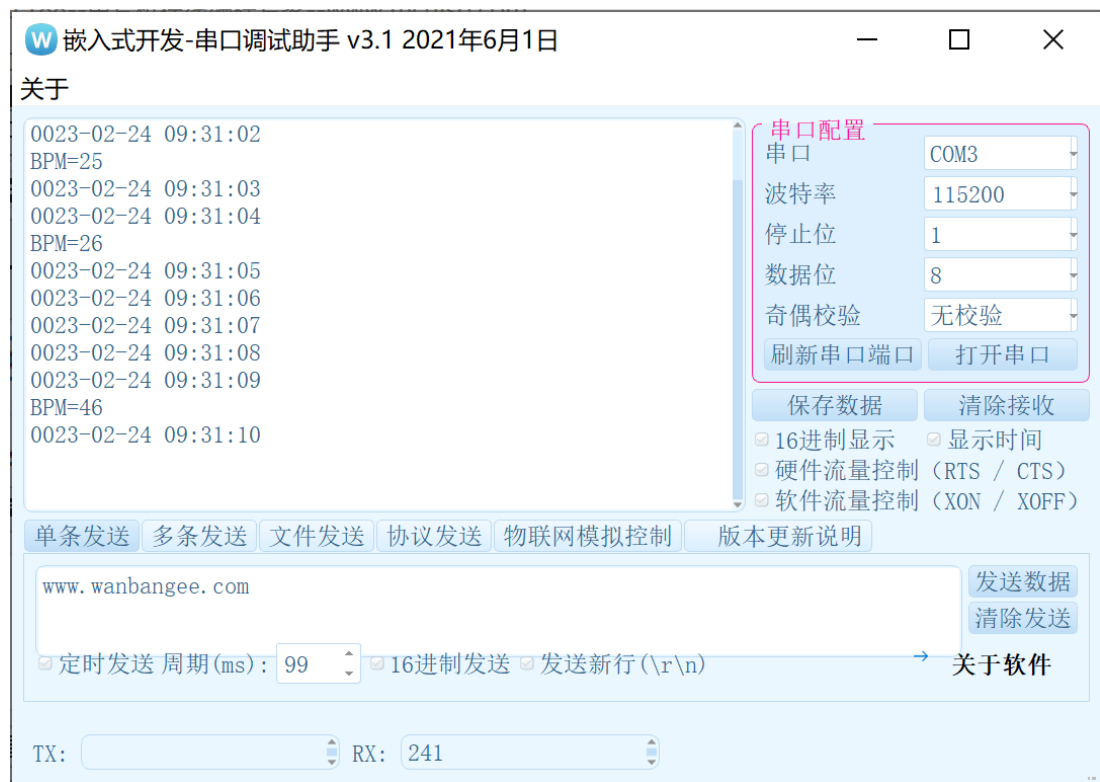 W 嵌入式开发-串口调试助手 v3.1 2021年6月1日
关于
0023-02-24 09:31:02
BPM=25
0023-02-24 09:31:03
0023-02-24 09:31:04
BPM=26
0023-02-24 09:31:05
0023-02-24 09:31:06
0023-02-24 09:31:07
0023-02-24 09:31:08
0023-02-24 09:31:09
BPM=46
0023-02-24 09:31:10
串口配置
串口 COM3
波特率 115200
停止位 1
数据位 8
奇偶校验 无校验
刷新串口端口 打开串口
保存数据 清除接收
16进制显示 显示时间
硬件流量控制（RTS / CTS）
软件流量控制（XON / XOFF）
单条发送 多条发送 文件发送 协议发送 物联网模拟控制 版本更新说明
www.wanbangee.com
发送数据
清除发送
定时发送 周期(ms): 99 16进制发送 发送新行(\r\n) → 关于软件
TX: RX: 241